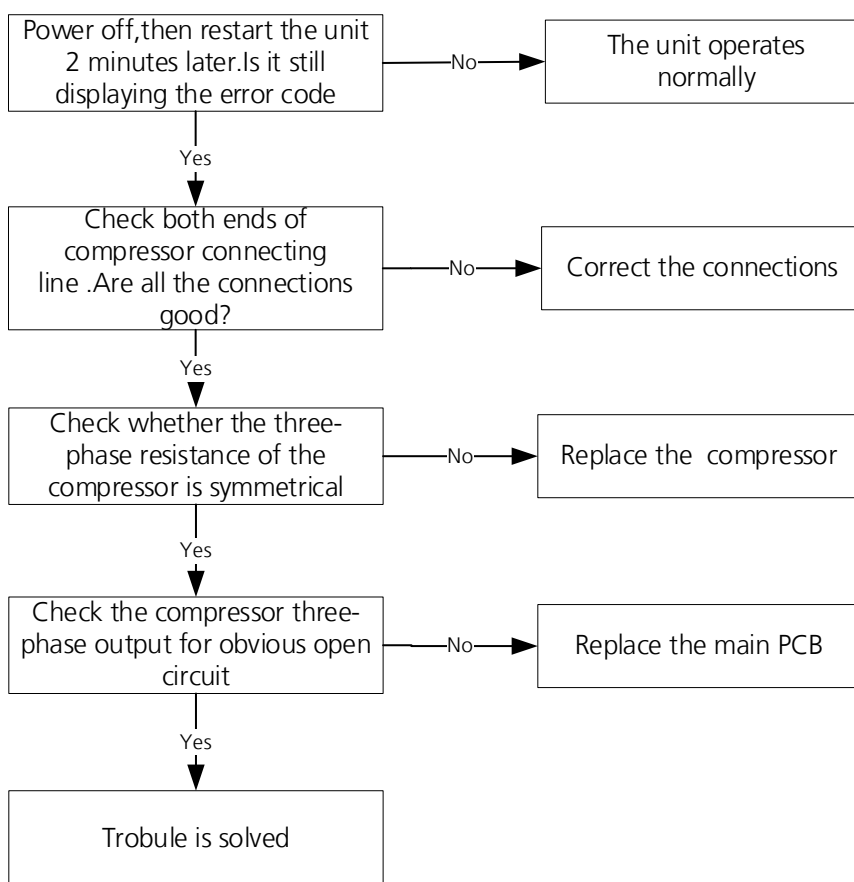 Power off,then restart the unit
2 minutes later.Is it still
displaying the error code
No
The unit operates
normally
Yes
Check both ends of
compressor connecting
line .Are all the connections
good?
No
Correct the connections
Yes
Check whether the three-
phase resistance of the
compressor is symmetrical
No
Replace the  compressor
Yes
Check the compressor three-
phase output for obvious open
circuit
No
Replace the main PCB
Yes
Trobule is solved